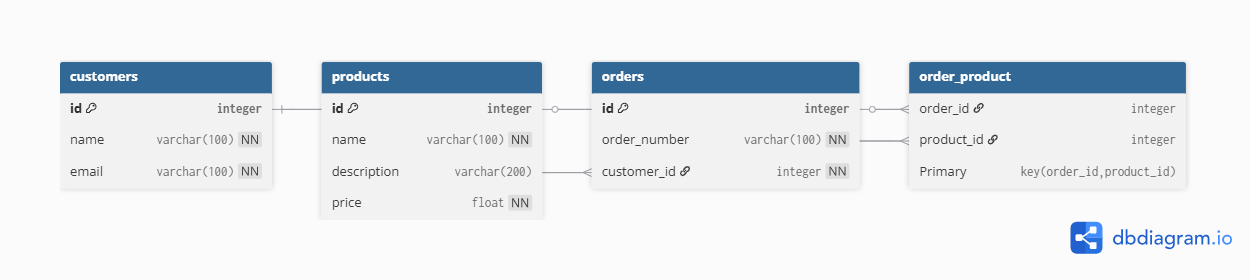 customers
id integer
name varchar(100) NN
email varchar(100) NN
products
id integer
name varchar(100) NN
description varchar(200)
price float NN
orders
id integer
order_number varchar(100) NN
customer_id integer NN
order_product
order_id integer
product_id integer
Primary key(order_id,product_id)
dbdiagram.io